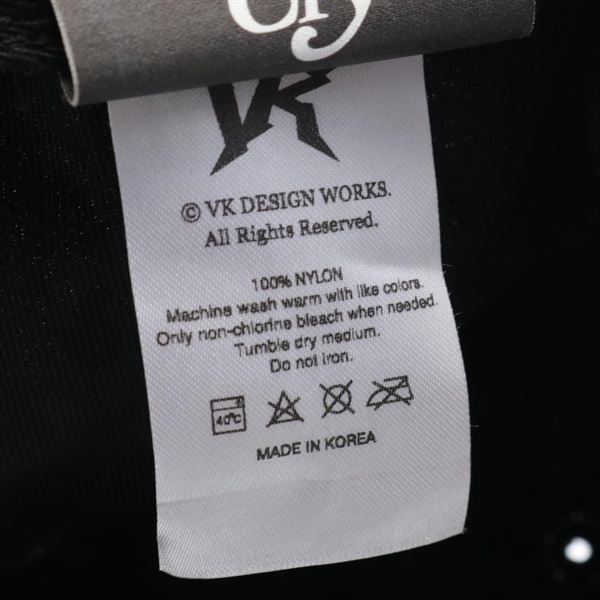 VK
© VK DESIGN WORKS.
All Rights Reserved.
100% NYLON
Machine wash warm with like colors.
Only non-chlorine bleach when needed.
Tumble dry medium.
Do not iron.
40°C
MADE IN KOREA